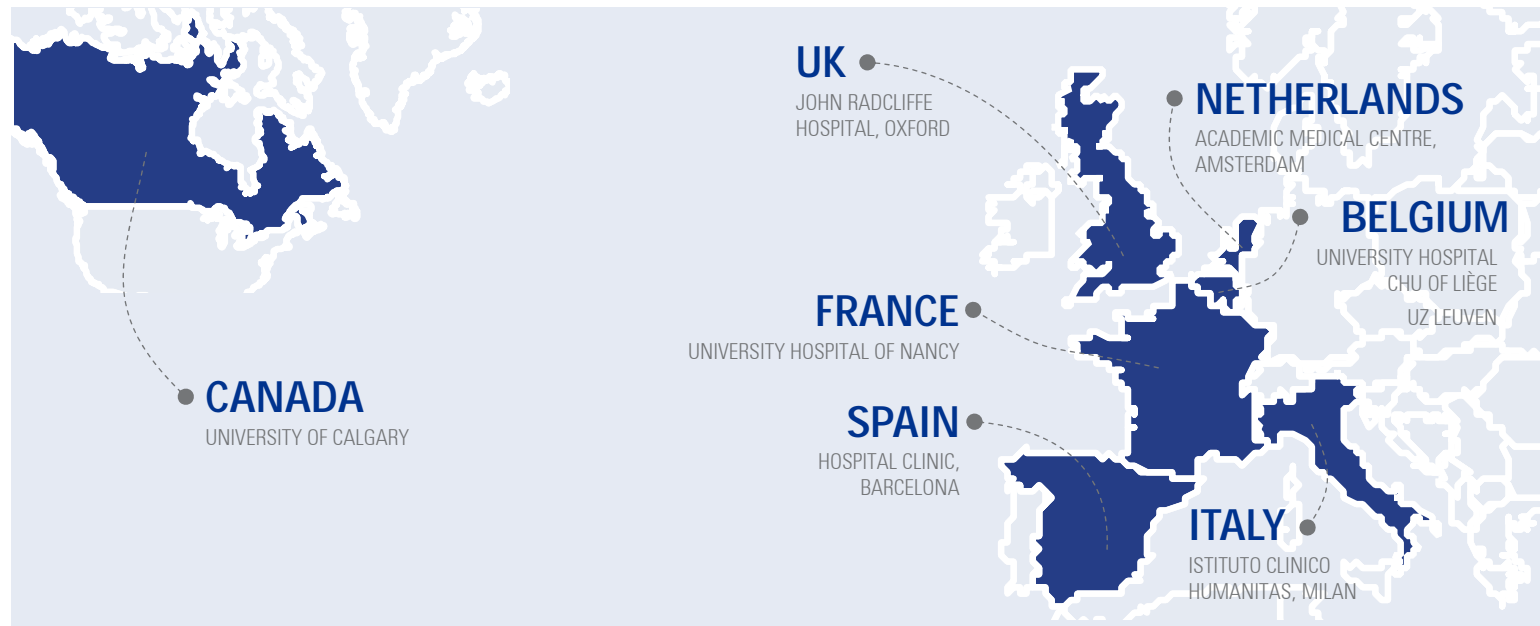 UK
JOHN RADCLIFFE
HOSPITAL, OXFORD
NETHERLANDS
ACADEMIC MEDICAL CENTRE,
AMSTERDAM
BELGIUM
UNIVERSITY HOSPITAL
CHU OF LIÈGE
UZ LEUVEN
FRANCE
UNIVERSITY HOSPITAL OF NANCY
CANADA
UNIVERSITY OF CALGARY
SPAIN
HOSPITAL CLINIC,
BARCELONA
ITALY
ISTITUTO CLINICO
HUMANITAS, MILAN